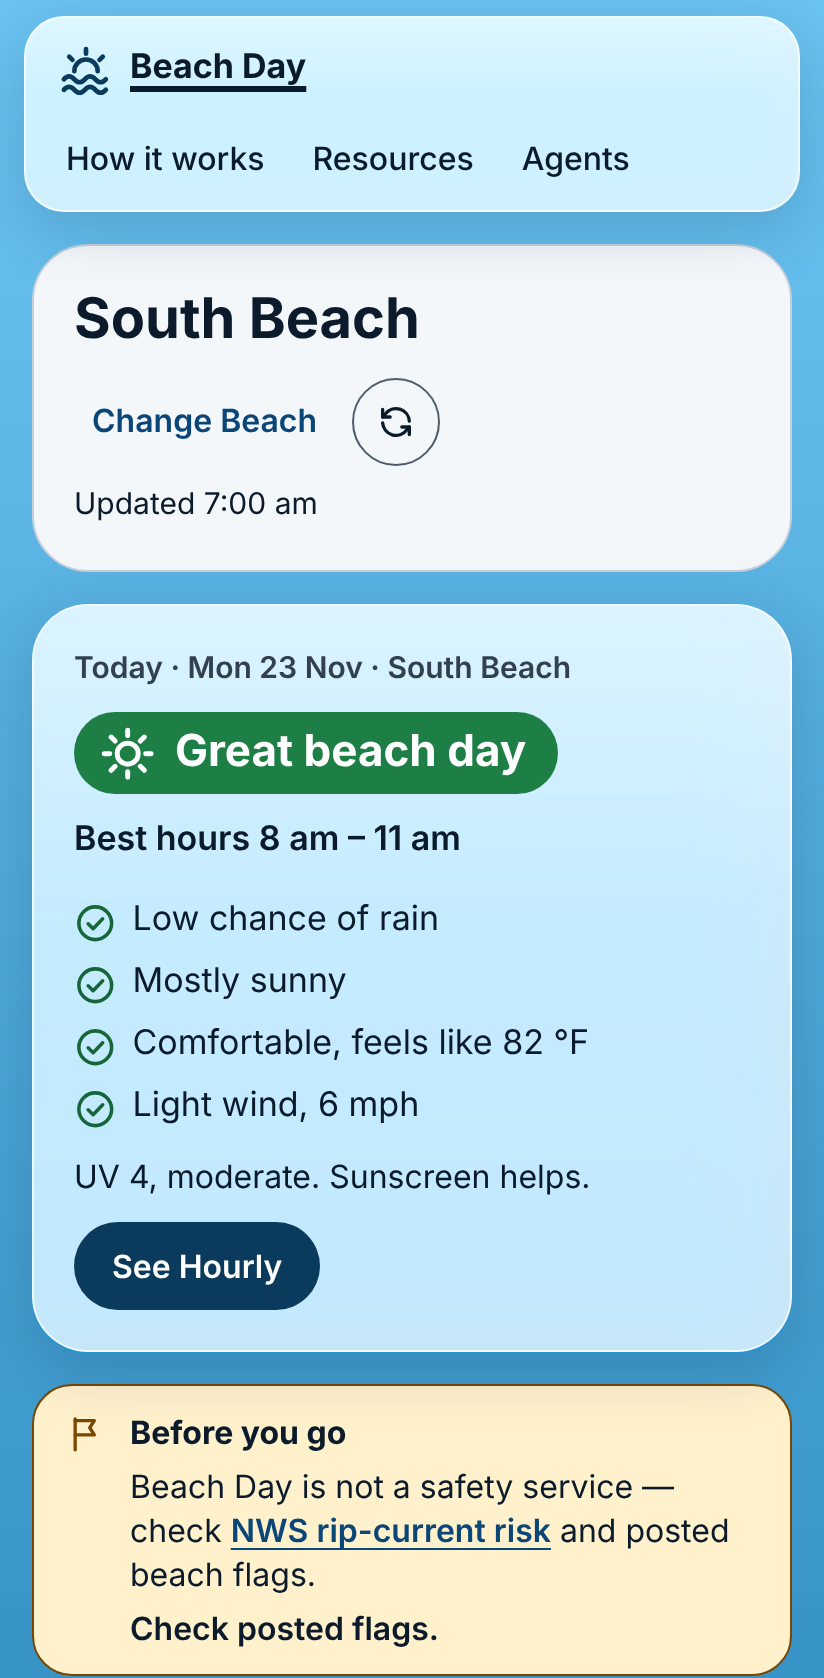 Beach Day
How it works Resources Agents
South Beach
Change Beach
Updated 7:00 am
Today · Mon 23 Nov · South Beach
Great beach day
Best hours 8 am – 11 am
Low chance of rain
Mostly sunny
Comfortable, feels like 82 °F
Light wind, 6 mph
UV 4, moderate. Sunscreen helps.
See Hourly
Before you go
Beach Day is not a safety service —
check NWS rip-current risk and posted
beach flags.
Check posted flags.